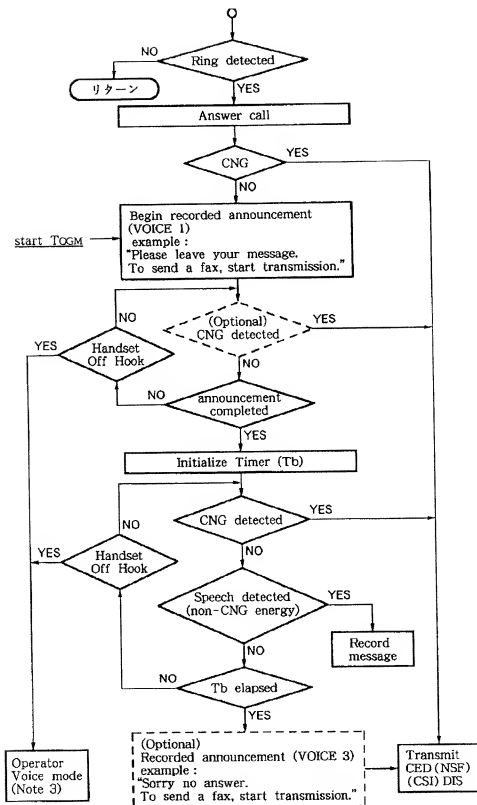 NO
Ring detected
リターン
YES
Answer call
CNG
YES
NO
start TOGM
Begin recorded announcement
(VOICE 1)
example :
"Please leave your message.
To send a fax, start transmission."
NO
(Optional)
CNG detected
YES
YES
Handset
Off Hook
NO
NO
announcement
completed
YES
Initialize Timer (Tb)
NO
CNG detected
YES
YES
Handset
Off Hook
NO
Speech detected
(non-CNG energy)
YES
NO
Record
message
NO
Tb elapsed
YES
(Optional)
Recorded announcement (VOICE 3)
example :
"Sorry no answer.
To send a fax, start transmission."
Operator
Voice mode
(Note 3)
Transmit
CED (NSF)
(CSI) DIS